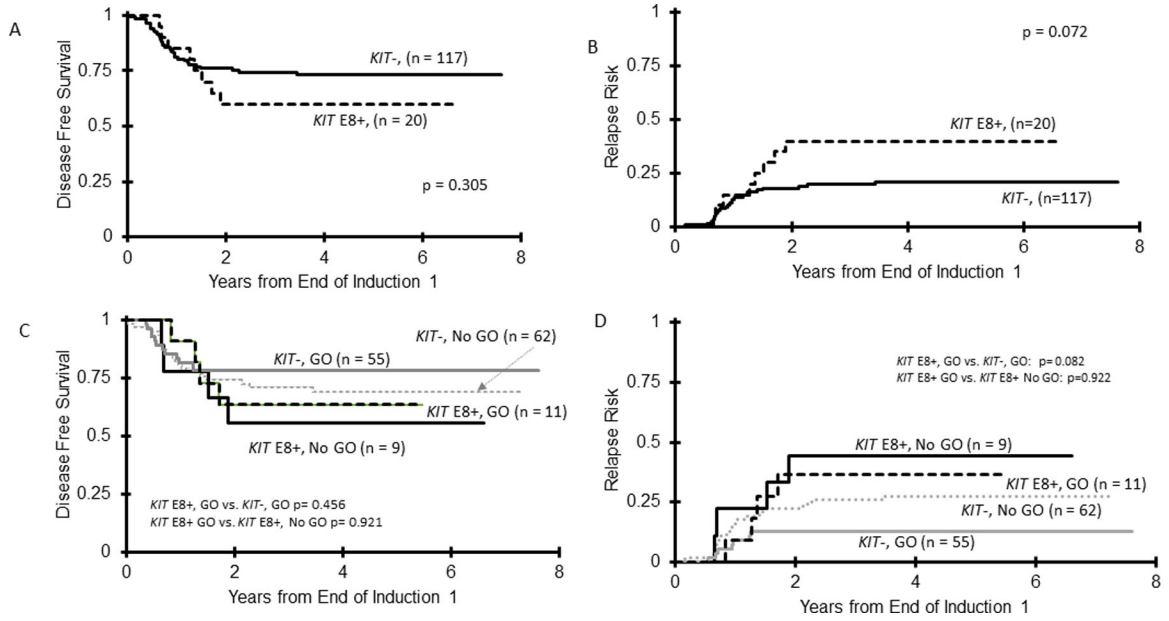 A
1
0.75
0.5
0.25
0
Disease Free Survival
KIT-, (n = 117)
KIT E8+, (n = 20)
p = 0.305
0 2 4 6 8
Years from End of Induction 1
B
1
0.75
0.5
0.25
0
Relapse Risk
p = 0.072
KIT E8+, (n=20)
KIT-, (n=117)
0 2 4 6 8
Years from End of Induction 1
C
1
0.75
0.5
0.25
0
Disease Free Survival
KIT-, No GO (n = 62)
KIT-, GO (n = 55)
KIT E8+, GO (n = 11)
KIT E8+, No GO (n = 9)
KIT E8+, GO vs. KIT-, GO p= 0.456
KIT E8+ GO vs. KIT E8+, No GO p= 0.921
0 2 4 6 8
Years from End of Induction 1
D
1
0.75
0.5
0.25
0
Relapse Risk
KIT E8+, GO vs. KIT-, GO: p=0.082
KIT E8+ GO vs. KIT E8+ No GO: p=0.922
KIT E8+, No GO (n = 9)
KIT E8+, GO (n = 11)
KIT-, No GO (n = 62)
KIT-, GO (n = 55)
0 2 4 6 8
Years from End of Induction 1